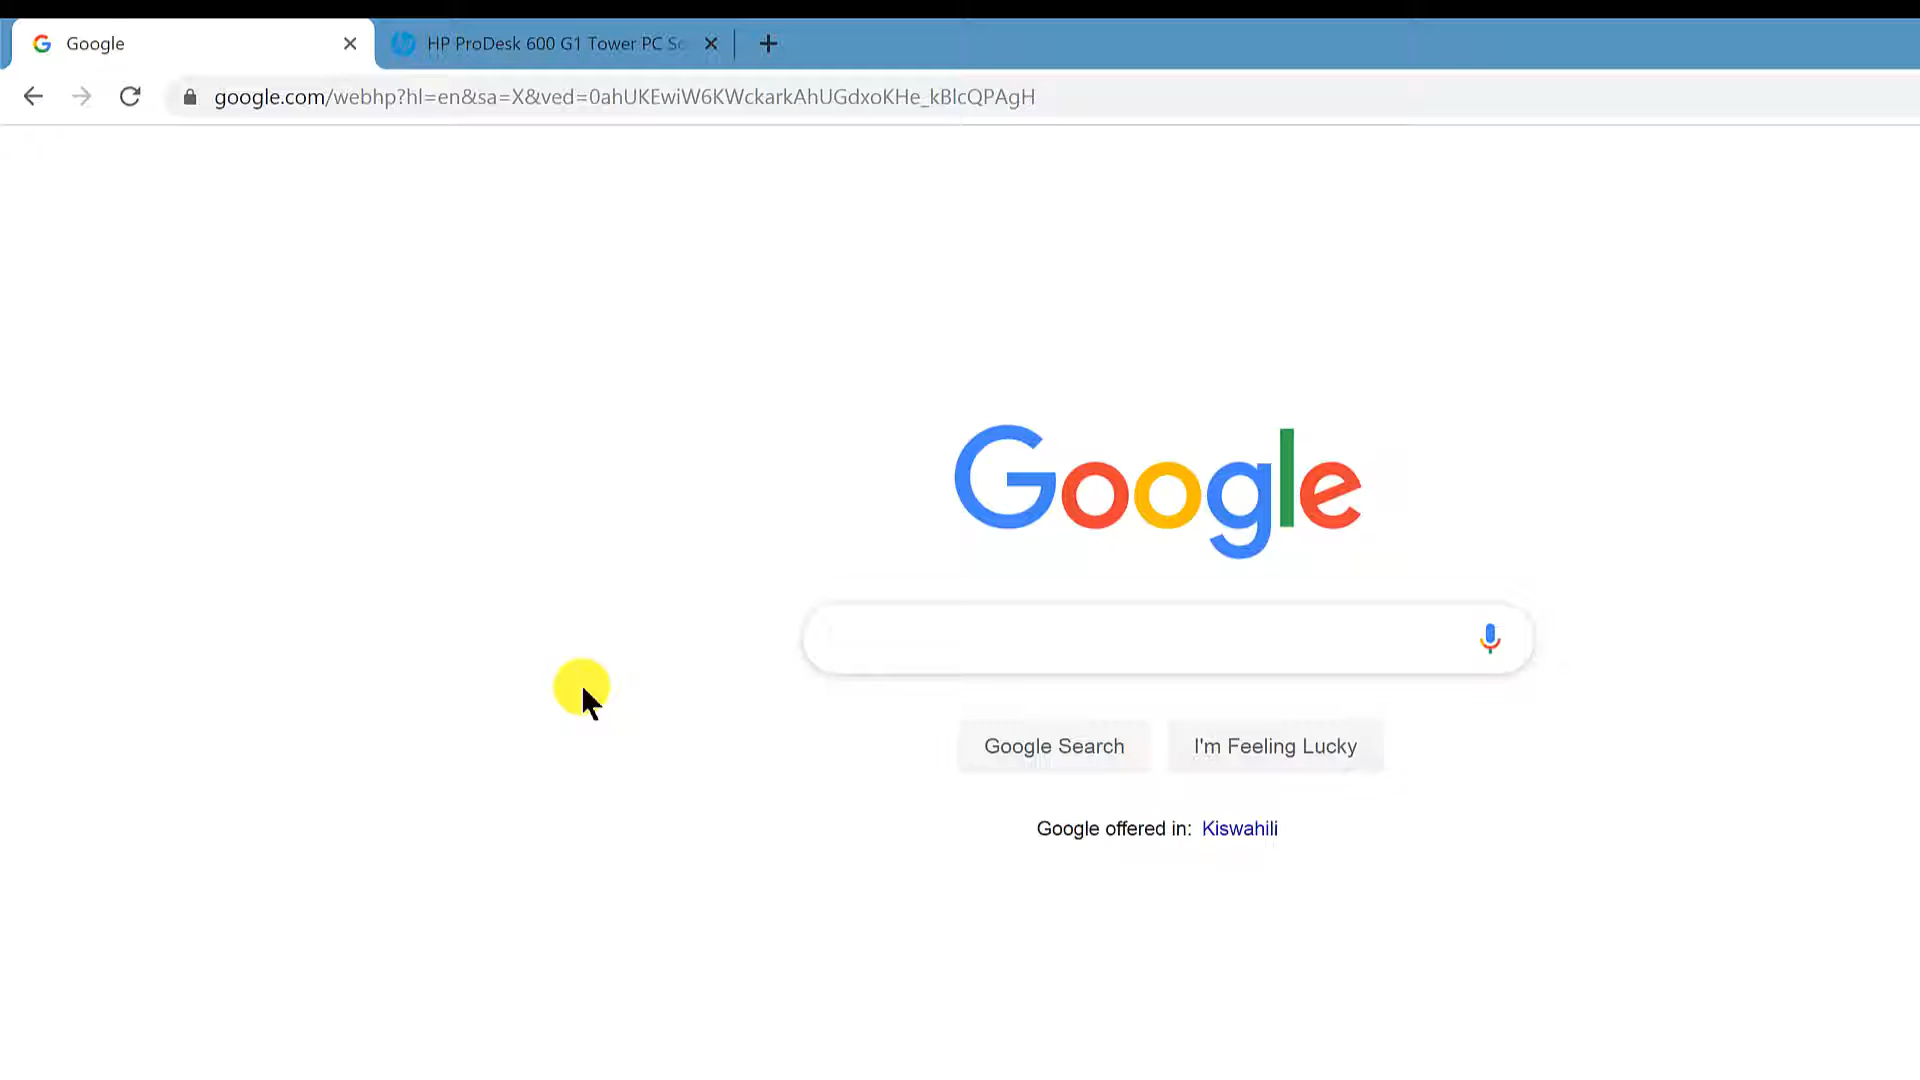 Google
HP ProDesk 600 G1 Tower PC So
google.com/webhp?hl=en&sa=X&ved=0ahUKEwiW6KWckarkAhUGdxoKHe_kBlcQPAgH
Google
Google Search
I'm Feeling Lucky
Google offered in: Kiswahili